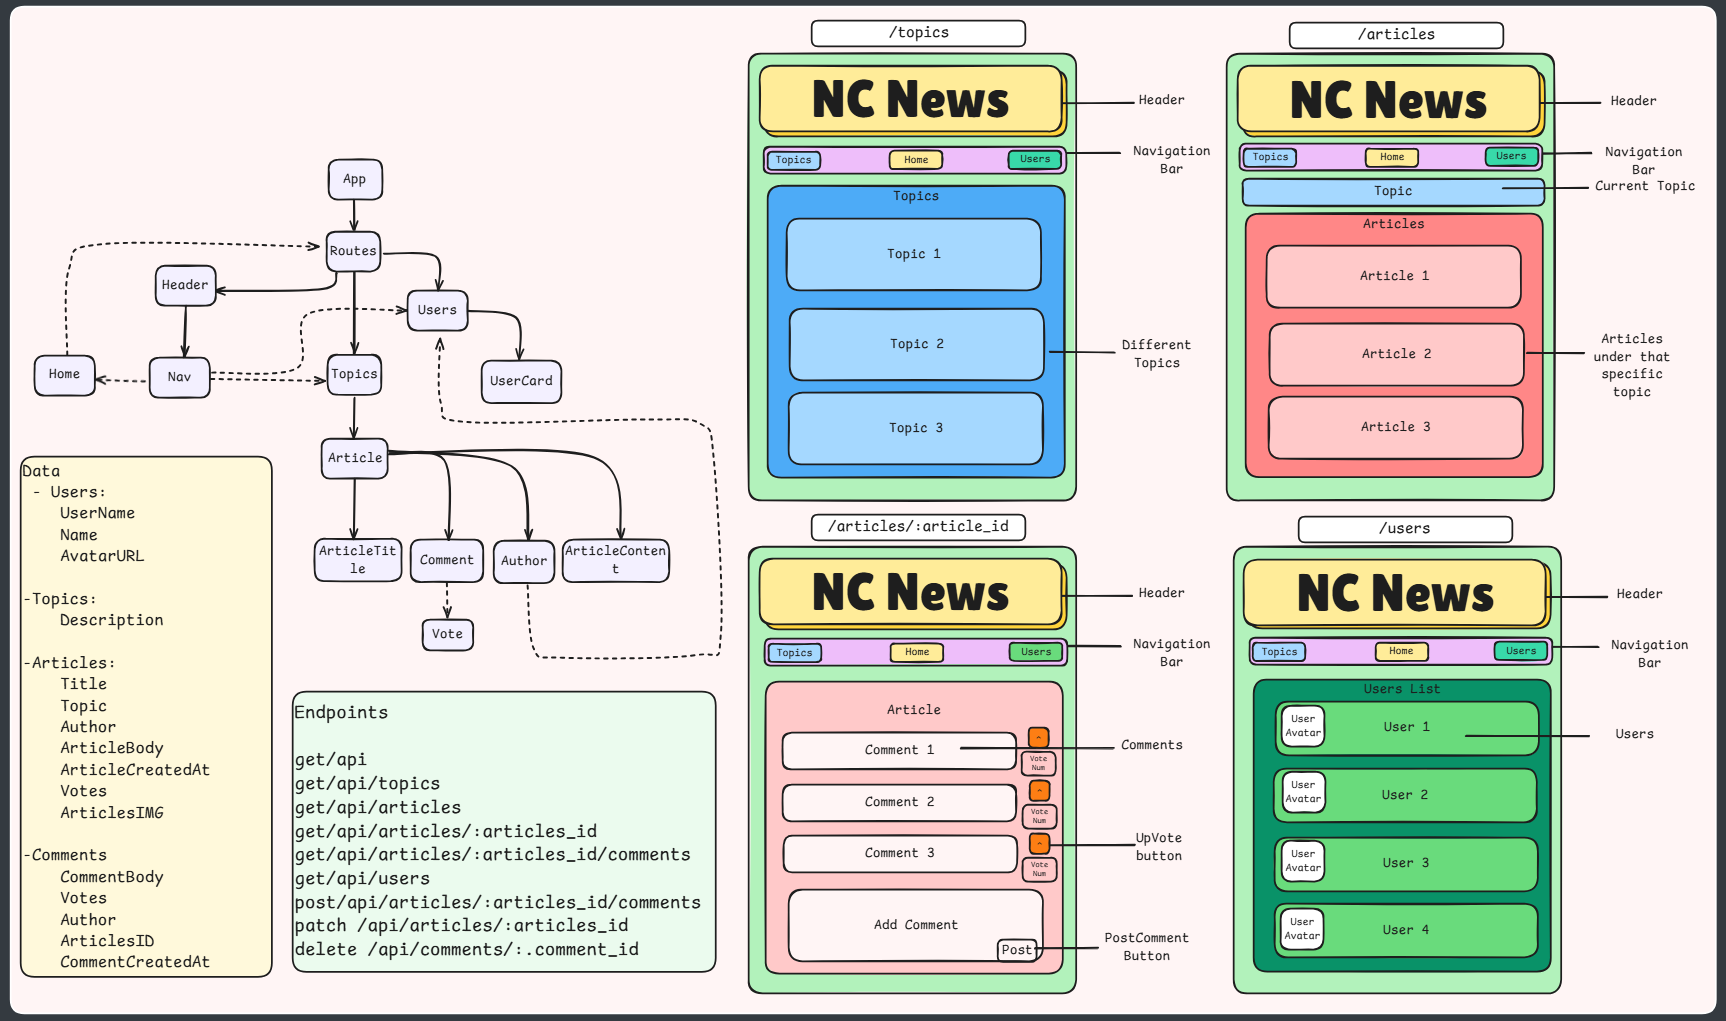 App
Routes
Header
Users
Home
Nav
Topics
UserCard
Article
ArticleTit
le
Comment
Author
ArticleConten
t
Vote
Data
- Users:
UserName
Name
AvatarURL
-Topics:
Description
-Articles:
Title
Topic
Author
ArticleBody
ArticleCreatedAt
Votes
ArticlesIMG
-Comments
CommentBody
Votes
Author
ArticlesID
CommentCreatedAt
Endpoints
get/api
get/api/topics
get/api/articles
get/api/articles/:articles_id
get/api/articles/:articles_id/comments
get/api/users
post/api/articles/:articles_id/comments
patch /api/articles/:articles_id
delete /api/comments/:.comment_id
/topics
NC News
Header
Topics
Home
Users
Navigation
Bar
Topics
Topic 1
Topic 2
Different
Topics
Topic 3
/articles
NC News
Header
Topics
Home
Users
Navigation
Bar
Topic
Current Topic
Articles
Article 1
Article 2
Articles
under that
specific
topic
Article 3
/articles/:article_id
NC News
Header
Topics
Home
Users
Navigation
Bar
Article
Comment 1
^
Vote
Num
Comments
Comment 2
^
Vote
Num
Comment 3
^
Vote
Num
UpVote
button
Add Comment
Post
PostComment
Button
/users
NC News
Header
Topics
Home
Users
Navigation
Bar
Users List
User
Avatar
User 1
Users
User
Avatar
User 2
User
Avatar
User 3
User
Avatar
User 4